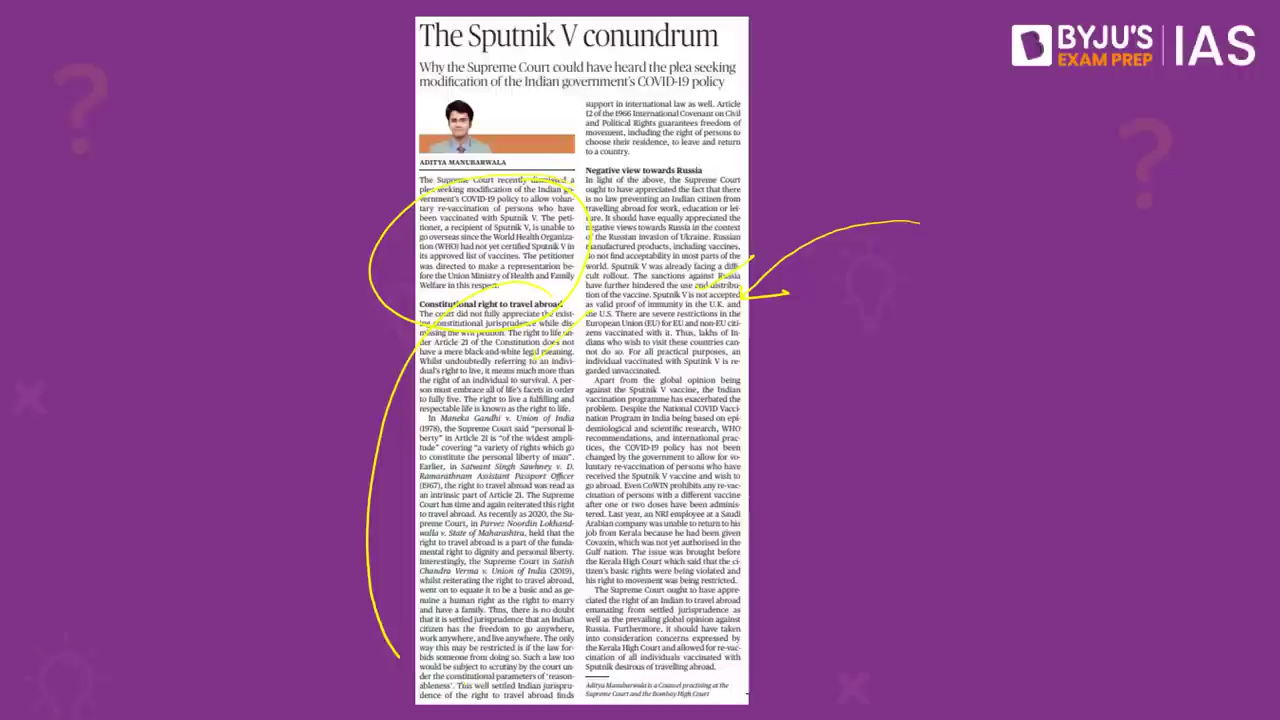 The Sputnik V conundrum
Why the Supreme Court could have heard the plea seeking
modification of the Indian government's COVID-19 policy
ADITYA MANUBARWALA
The Supreme Court recently dismissed a
plea seeking modification of the Indian go-
vernment's COVID-19 policy to allow volun-
tary re-vaccination of persons who have
been vaccinated with Sputnik V. The peti-
tioner, a recipient of Sputnik V, is unable to
go overseas since the World Health Organiza-
tion (WHO) had not yet certified Sputnik V in
its approved list of vaccines. The petitioner
was directed to make a representation be-
fore the Union Ministry of Health and Family
Welfare in this respect.
Constitutional right to travel abroad
The court did not fully appreciate the exist-
ing constitutional jurisprudence while dis-
missing the writ petition. The right to life un-
der Article 21 of the Constitution does not
have a mere black-and-white legal meaning.
Whilst undoubtedly referring to an indivi-
dual's right to live, it means much more than
the right of an individual to survival. A per-
son must embrace all of life's facets in order
to fully live. The right to live a fulfilling and
respectable life is known as the right to life.
In Maneka Gandhi v. Union of India
(1978), the Supreme Court said "personal li-
berty" in Article 21 is "of the widest ampli-
tude" covering "a variety of rights which go
to constitute the personal liberty of man".
Earlier, in Satwant Singh Sawhney v. D.
Ramarathnam Assistant Passport Officer
(1967), the right to travel abroad was read as
an intrinsic part of Article 21. The Supreme
Court has time and again reiterated this right
to travel abroad. As recently as 2020, the Su-
preme Court, in Parvez Noordin Lokhand-
walla v. State of Maharashtra, held that the
right to travel abroad is a part of the funda-
mental right to dignity and personal liberty.
Interestingly, the Supreme Court in Satish
Chandra Verma v. Union of India (2019),
whilst reiterating the right to travel abroad,
went on to equate it to be a basic and as ge-
nuine a human right as the right to marry
and have a family. Thus, there is no doubt
that it is settled jurisprudence that an Indian
citizen has the freedom to go anywhere,
work anywhere, and live anywhere. The only
way this may be restricted is if the law for-
bids someone from doing so. Such a law too
would be subject to scrutiny by the court un-
der the constitutional parameters of 'reason-
ableness'. This well settled Indian jurispru-
dence of the right to travel abroad finds
support in international law as well. Article
12 of the 1966 International Covenant on Civil
and Political Rights guarantees freedom of
movement, including the right of persons to
choose their residence, to leave and return
to a country.
Negative view towards Russia
In light of the above, the Supreme Court
ought to have appreciated the fact that there
is no law preventing an Indian citizen from
travelling abroad for work, education or lei-
sure. It should have equally appreciated the
negative views towards Russia in the context
of the Russian invasion of Ukraine. Russian
manufactured products, including vaccines,
do not find acceptability in most parts of the
world. Sputnik V was already facing a diffi-
cult rollout. The sanctions against Russia
have further hindered the use and distribu-
tion of the vaccine. Sputnik V is not accepted
as valid proof of immunity in the U.K. and
the U.S. There are severe restrictions in the
European Union (EU) for EU and non-EU citi-
zens vaccinated with it. Thus, lakhs of In-
dians who wish to visit these countries can-
not do so. For all practical purposes, an
individual vaccinated with Sputnik V is re-
garded unvaccinated.
Apart from the global opinion being
against the Sputnik V vaccine, the Indian
vaccination programme has exacerbated the
problem. Despite the National COVID Vacci-
nation Program in India being based on epi-
demiological and scientific research, WHO
recommendations, and international prac-
tices, the COVID-19 policy has not been
changed by the government to allow for vo-
luntary re-vaccination of persons who have
received the Sputnik V vaccine and wish to
go abroad. Even CoWIN prohibits any re-vac-
cination of persons with a different vaccine
after one or two doses have been adminis-
tered. Last year, an NRI employee at a Saudi
Arabian company was unable to return to his
job from Kerala because he had been given
Covaxin, which was not yet authorised in the
Gulf nation. The issue was brought before
the Kerala High Court which said that the ci-
tizen's basic rights were being violated and
his right to movement was being restricted.
The Supreme Court ought to have appre-
ciated the right of an Indian to travel abroad
emanating from settled jurisprudence as
well as the prevailing global opinion against
Russia. Furthermore, it should have taken
into consideration concerns expressed by
the Kerala High Court and allowed for re-vac-
cination of all individuals vaccinated with
Sputnik desirous of travelling abroad.
Aditya Manubarwala is a Counsel practising at the
Supreme Court and the Bombay High Court
BYJU'S
EXAM PREP
IAS